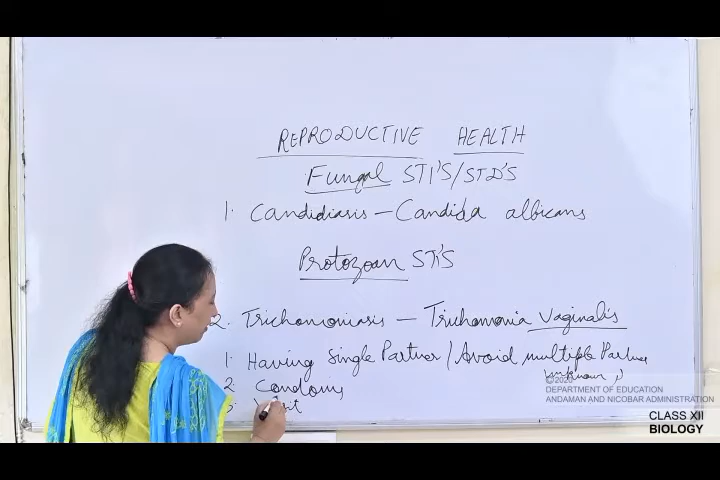 REPRODUCTIVE HEALTH
Fungal STI'S/STD'S
1. Candidiasis – Candida albicans
Protozoan STI'S
2. Trichomoniasis – Trichomonia Vaginalis
1. Having Single Partner / Avoid multiple Partner
unknown
2. Condoms
©2020
DEPARTMENT OF EDUCATION
ANDAMAN AND NICOBAR ADMINISTRATION
CLASS XII
BIOLOGY